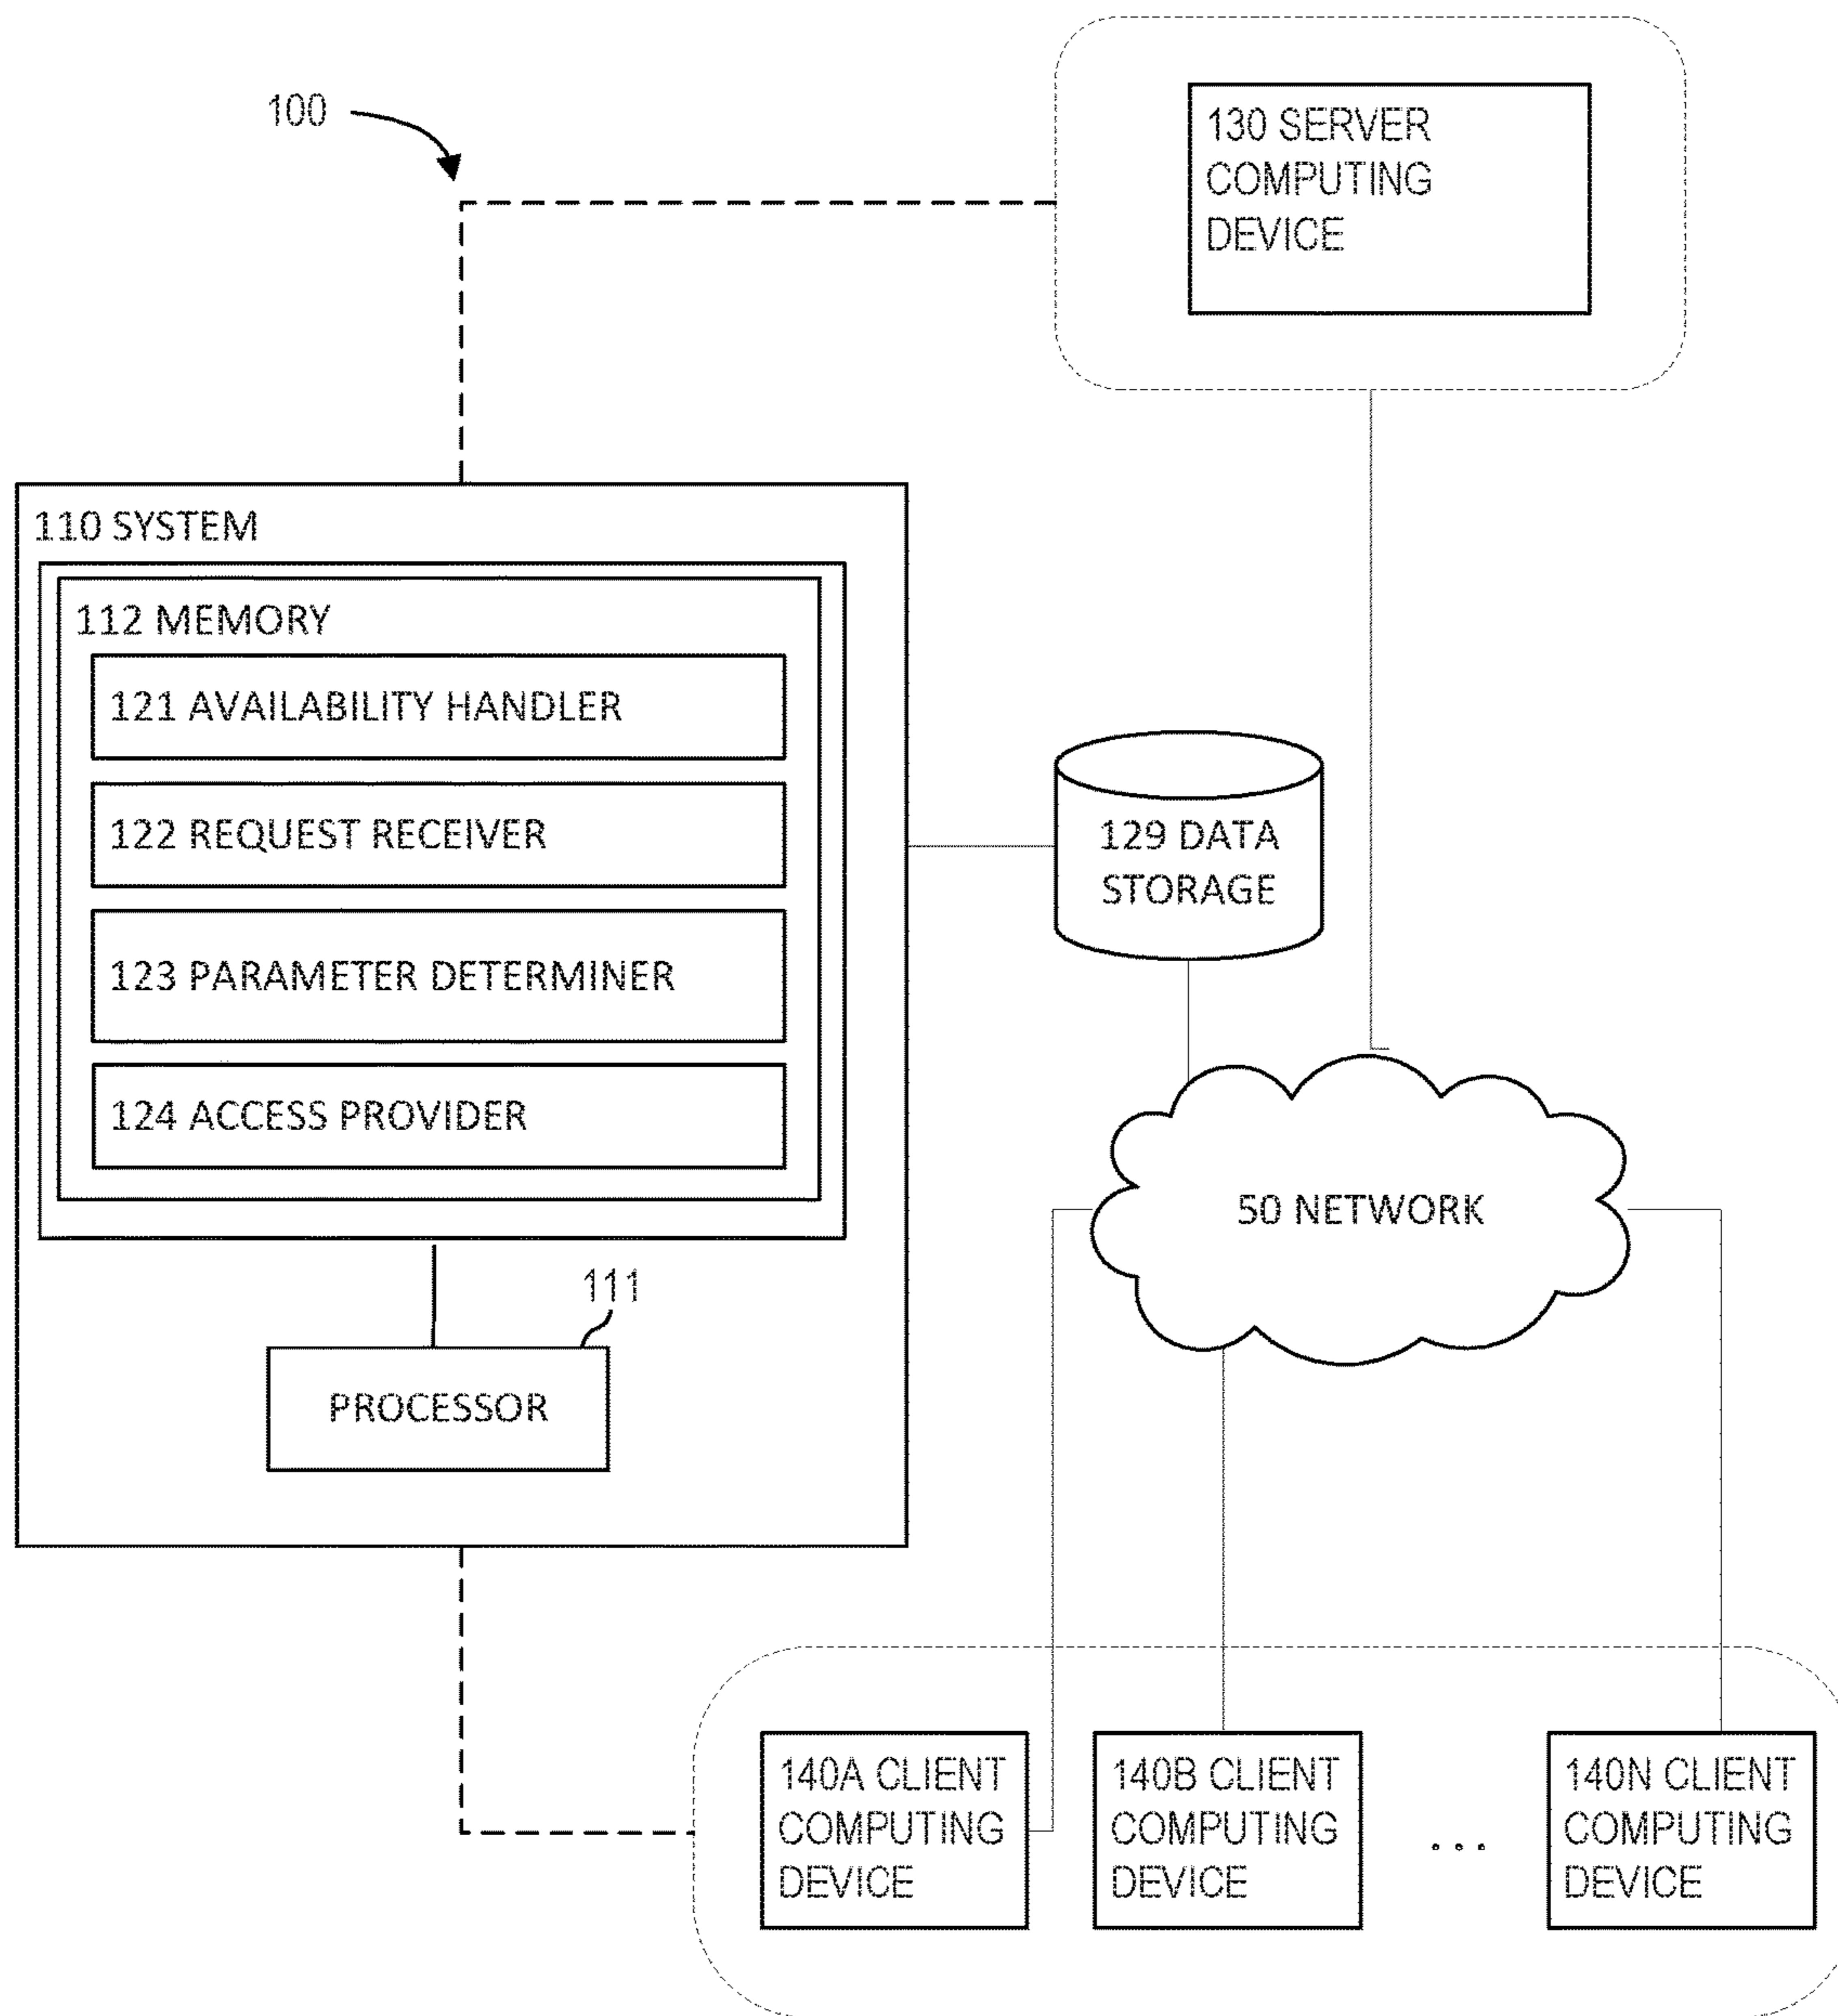 100
130 SERVER
COMPUTING
DEVICE
110 SYSTEM
112 MEMORY
121 AVAILABILITY HANDLER
122 REQUEST RECEIVER
123 PARAMETER DETERMINER
124 ACCESS PROVIDER
111
PROCESSOR
129 DATA
STORAGE
50 NETWORK
140A CLIENT
COMPUTING
DEVICE
140B CLIENT
COMPUTING
DEVICE
...
140N CLIENT
COMPUTING
DEVICE